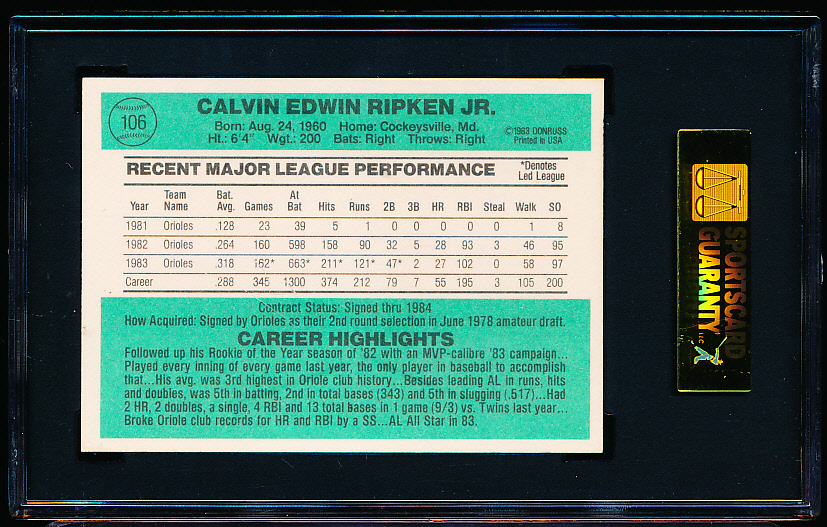 106
CALVIN EDWIN RIPKEN JR.
Born: Aug. 24, 1960 Home: Cockeysville, Md.
Ht.: 6'4" Wgt.: 200 Bats: Right Throws: Right
©1983 DONRUSS
Printed in USA
RECENT MAJOR LEAGUE PERFORMANCE
*Denotes
Led League
Year Team Name Bat. Avg. Games At Bat Hits Runs 2B 3B HR RBI Steal Walk SO
1981 Orioles .128 23 39 5 1 0 0 0 0 0 1 8
1982 Orioles .264 160 598 158 90 32 5 28 93 3 46 95
1983 Orioles .318 162* 663* 211* 121* 47* 2 27 102 0 58 97
Career .288 345 1300 374 212 79 7 55 195 3 105 200
Contract Status: Signed thru 1984
How Acquired: Signed by Orioles as their 2nd round selection in June 1978 amateur draft.
CAREER HIGHLIGHTS
Followed up his Rookie of the Year season of '82 with an MVP-calibre '83 campaign...
Played every inning of every game last year, the only player in baseball to accomplish
that...His avg. was 3rd highest in Oriole club history...Besides leading AL in runs, hits
and doubles, was 5th in batting, 2nd in total bases (343) and 5th in slugging (.517)...Had
2 HR, 2 doubles, a single, 4 RBI and 13 total bases in 1 game (9/3) vs. Twins last year...
Broke Oriole club records for HR and RBI by a SS...AL All Star in 83.
SPORTSCARD
GUARANTY LLC